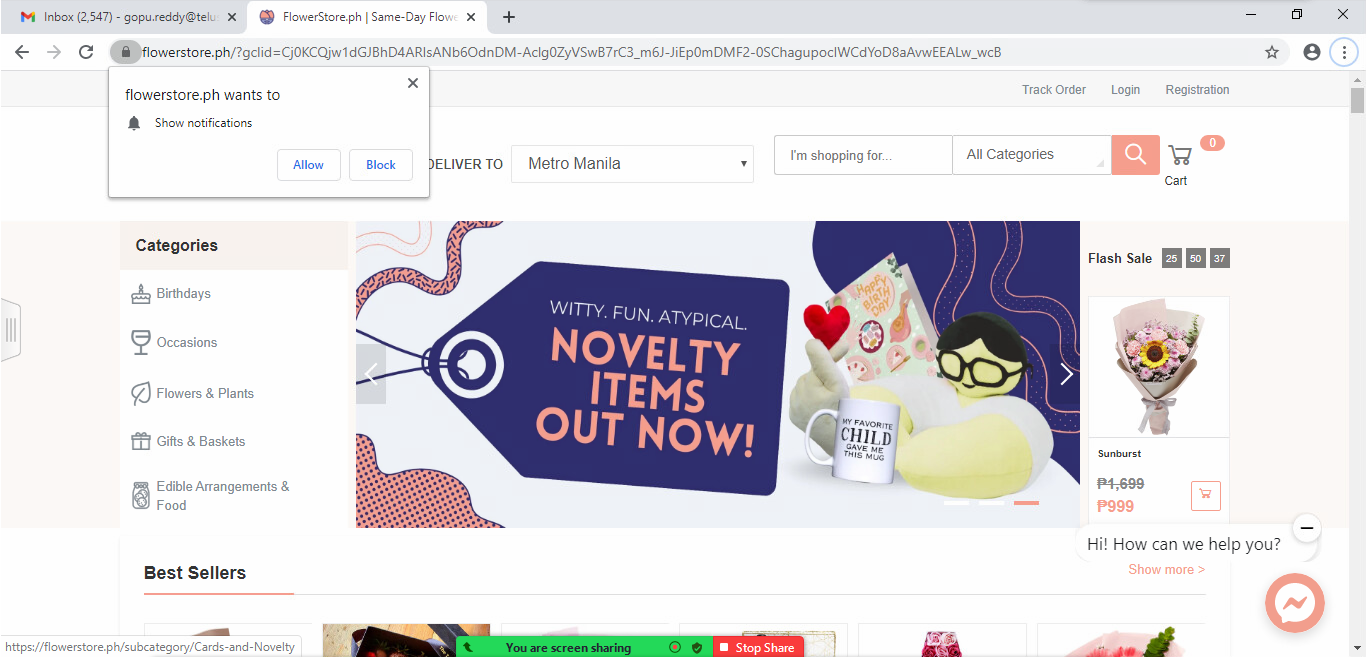 Inbox (2,547) - gopu.reddy@telu
FlowerStore.ph | Same-Day Flowe
flowerstore.ph/?gclid=Cj0KCQjw1dGJBhD4ARIsANb6OdnDM-AcIg0ZyVSwB7rC3_m6J-JiEp0mDMF2-0SChagupocIWCdYoD8aAvwEEALw_wcB
flowerstore.ph wants to
Show notifications
Allow
Block
Track Order
Login
Registration
DELIVER TO
Metro Manila
I'm shopping for...
All Categories
0
Cart
Categories
Birthdays
Occasions
Flowers & Plants
Gifts & Baskets
Edible Arrangements &
Food
WITTY. FUN. ATYPICAL.
NOVELTY
ITEMS
OUT NOW!
HAPPY
BIRTH
DAY
MY FAVORITE
CHILD
GAVE ME
THIS MUG
Flash Sale 25 50 37
Sunburst
₱1,699
₱999
Hi! How can we help you?
Best Sellers
Show more >
https://flowerstore.ph/subcategory/Cards-and-Novelty
You are screen sharing
Stop Share